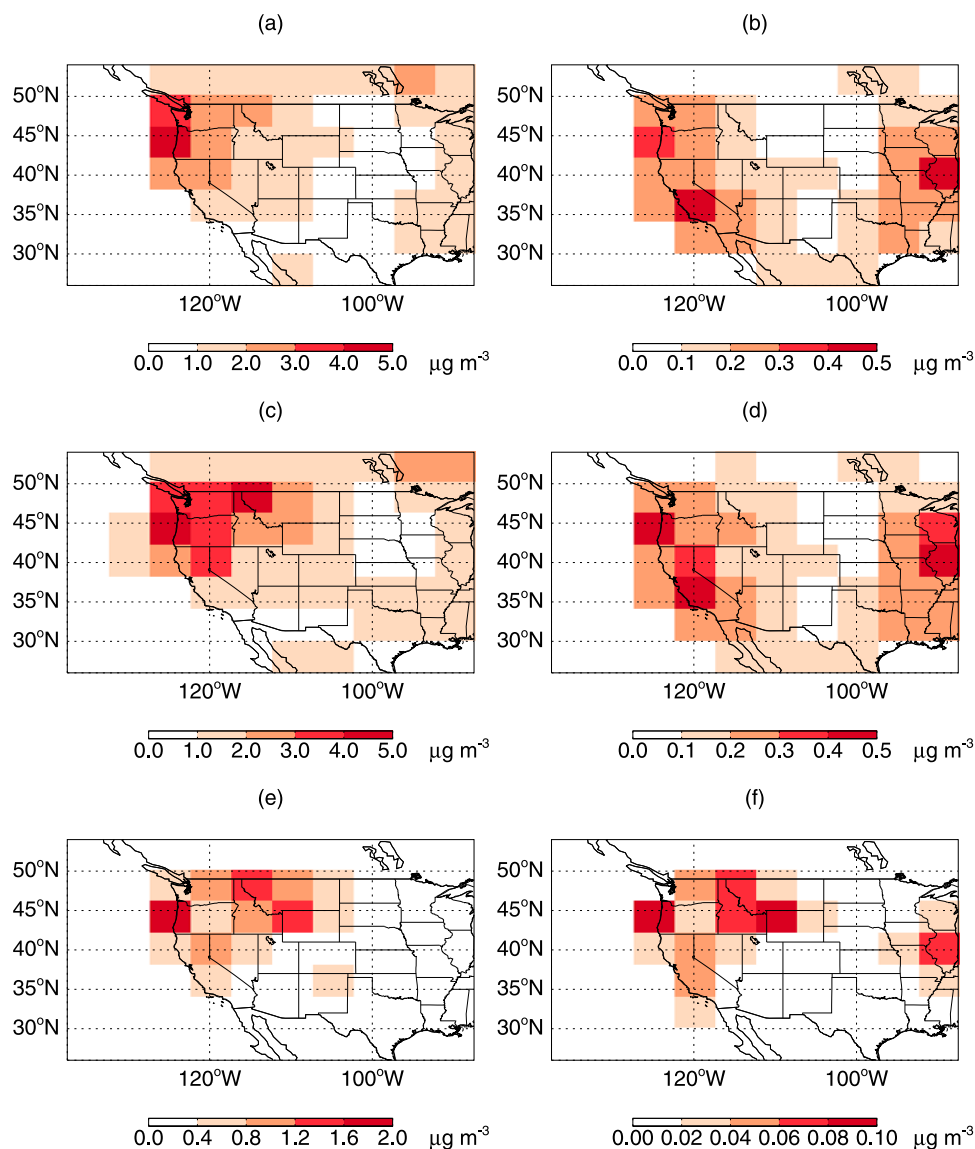 (a)
(b)
50°N
45°N
40°N
35°N
30°N
120°W
100°W
0.0 1.0 2.0 3.0 4.0 5.0 μg m⁻³
50°N
45°N
40°N
35°N
30°N
120°W
100°W
0.0 0.1 0.2 0.3 0.4 0.5 μg m⁻³
(c)
(d)
50°N
45°N
40°N
35°N
30°N
120°W
100°W
0.0 1.0 2.0 3.0 4.0 5.0 μg m⁻³
50°N
45°N
40°N
35°N
30°N
120°W
100°W
0.0 0.1 0.2 0.3 0.4 0.5 μg m⁻³
(e)
(f)
50°N
45°N
40°N
35°N
30°N
120°W
100°W
0.0 0.4 0.8 1.2 1.6 2.0 μg m⁻³
50°N
45°N
40°N
35°N
30°N
120°W
100°W
0.00 0.02 0.04 0.06 0.08 0.10 μg m⁻³